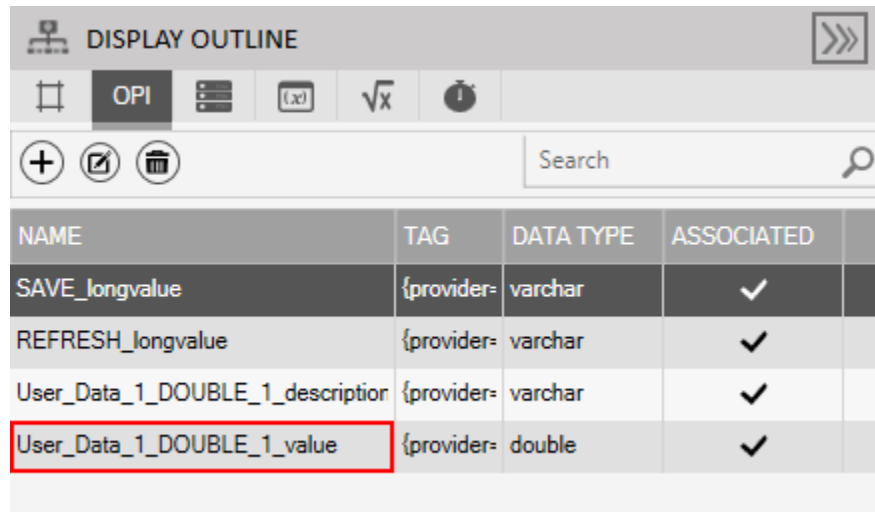 DISPLAY OUTLINE
OPI (x) √x
Search
NAME TAG DATA TYPE ASSOCIATED
SAVE_longvalue {provider= varchar
REFRESH_longvalue {provider= varchar
User_Data_1_DOUBLE_1_description {provider= varchar
User_Data_1_DOUBLE_1_value {provider= double